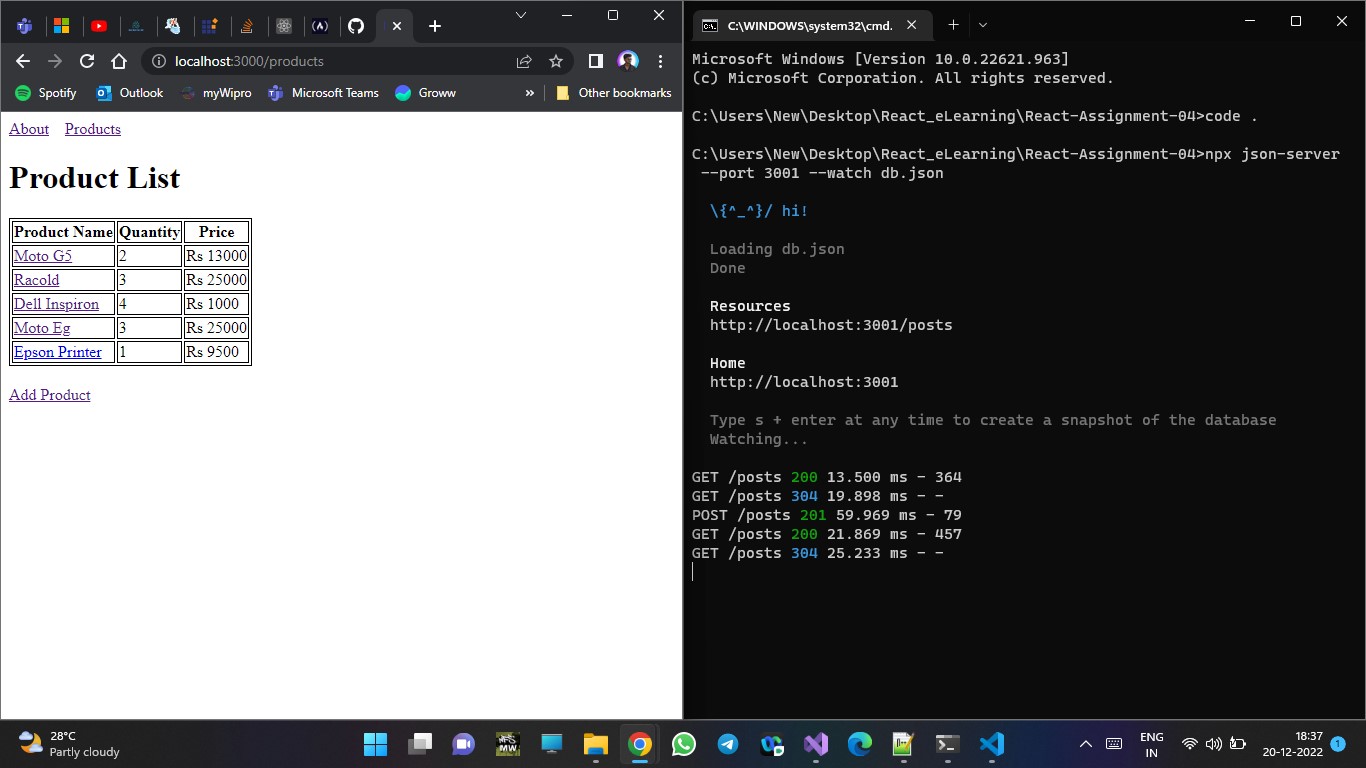 localhost:3000/products
Spotify Outlook myWipro Microsoft Teams Groww » Other bookmarks
About Products
Product List
Product Name Quantity Price
Moto G5 2 Rs 13000
Racold 3 Rs 25000
Dell Inspiron 4 Rs 1000
Moto Eg 3 Rs 25000
Epson Printer 1 Rs 9500
Add Product
C:\WINDOWS\system32\cmd.
Microsoft Windows [Version 10.0.22621.963]
(c) Microsoft Corporation. All rights reserved.
C:\Users\New\Desktop\React_eLearning\React-Assignment-04>code .
C:\Users\New\Desktop\React_eLearning\React-Assignment-04>npx json-server
--port 3001 --watch db.json
\{^_^}/ hi!
Loading db.json
Done
Resources
http://localhost:3001/posts
Home
http://localhost:3001
Type s + enter at any time to create a snapshot of the database
Watching...
GET /posts 200 13.500 ms - 364
GET /posts 304 19.898 ms - -
POST /posts 201 59.969 ms - 79
GET /posts 200 21.869 ms - 457
GET /posts 304 25.233 ms - -
28°C
Partly cloudy
MW
ENG
IN
18:37
20-12-2022
1